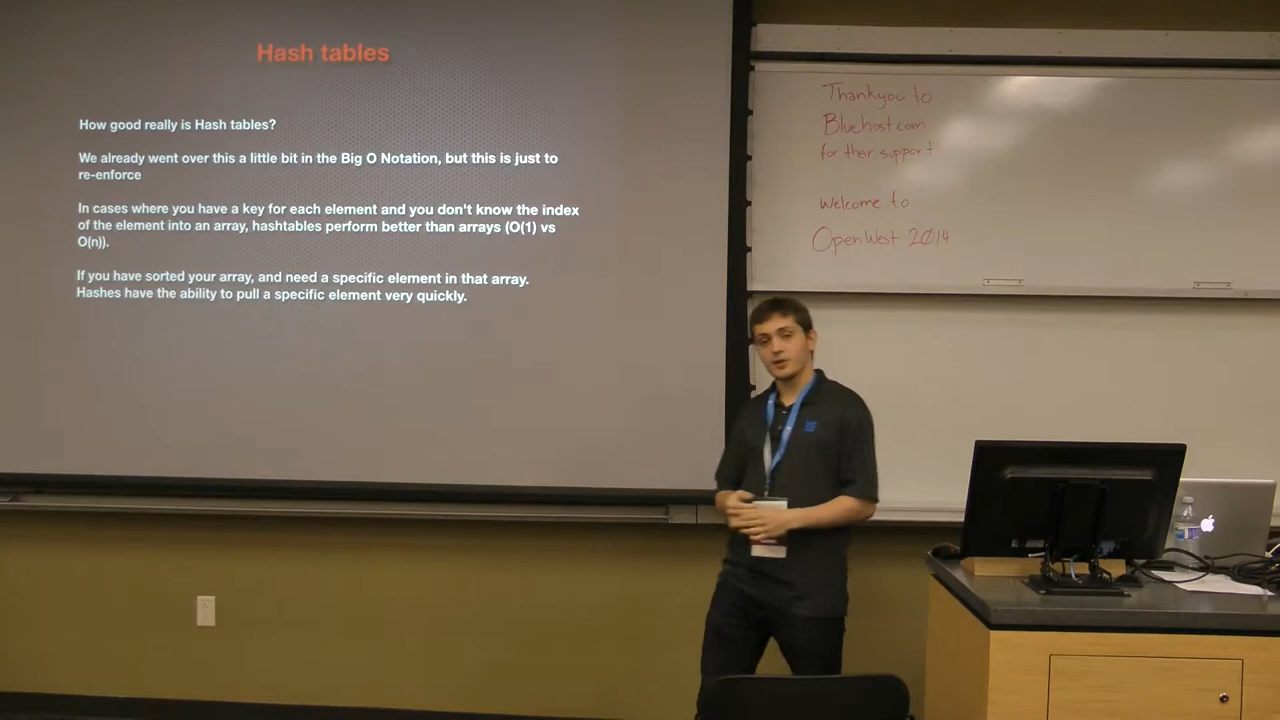 Hash tables
How good really is Hash tables?
We already went over this a little bit in the Big O Notation, but this is just to
re-enforce
In cases where you have a key for each element and you don't know the index
of the element into an array, hashtables perform better than arrays (O(1) vs
O(n)).
If you have sorted your array, and need a specific element in that array.
Hashes have the ability to pull a specific element very quickly.
Thankyou to
Bluehost.com
for ther support!
Welcome to
OpenWest 2014